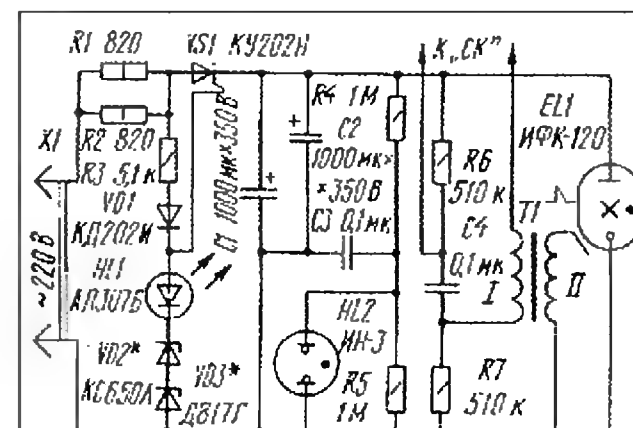 R1 820
VS1 КУ202Н
К „СК"
R4 1М
C2
1000мк×
×350В
EL1
ИФК-120
X1
R2 820
R3 5,1к
VD1
КД202И
C1 1000мк×350В
R6
510к
T1
C3 0,1мк
C4
0,1мк
~220В
HL1
АЛ307Б
I
II
HL2
ИН-3
VD2*
КС650А
VD3*
Д817Г
R5
1М
R7
510к